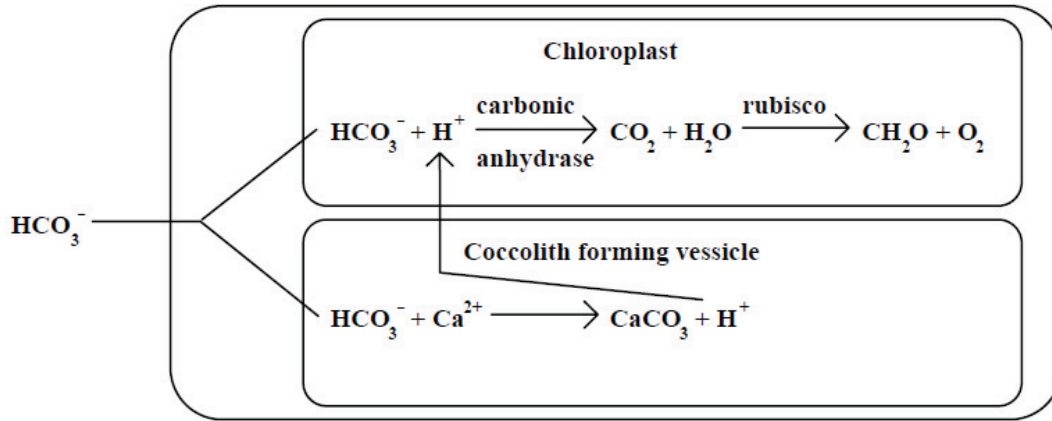 Chloroplast
carbonic
rubisco
HCO₃⁻ + H⁺
CO₂ + H₂O
CH₂O + O₂
anhydrase
HCO₃⁻
Coccolith forming vessicle
HCO₃⁻ + Ca²⁺
CaCO₃ + H⁺